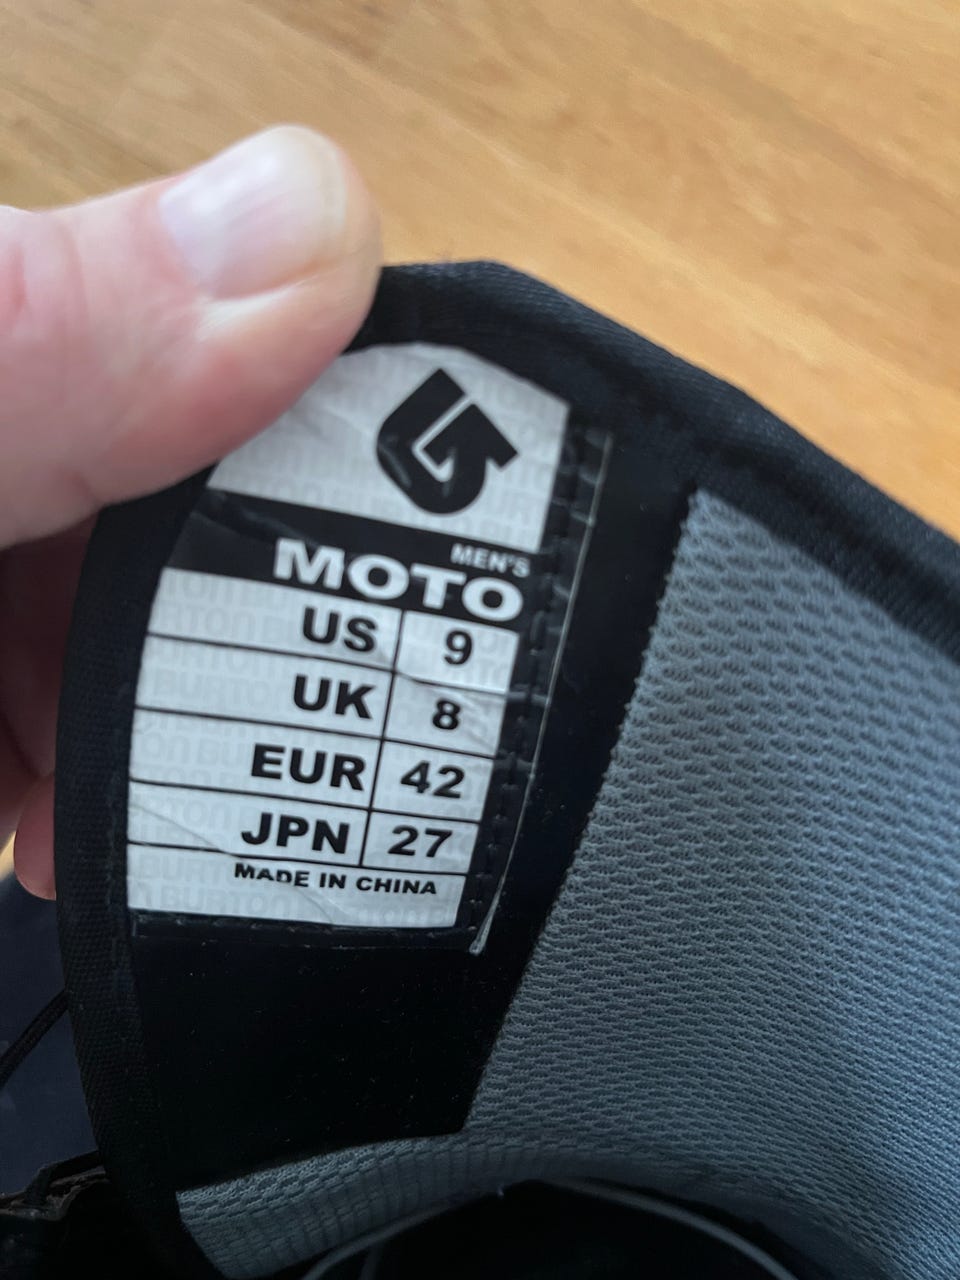 MEN'S
MOTO
US 9
UK 8
EUR 42
JPN 27
MADE IN CHINA